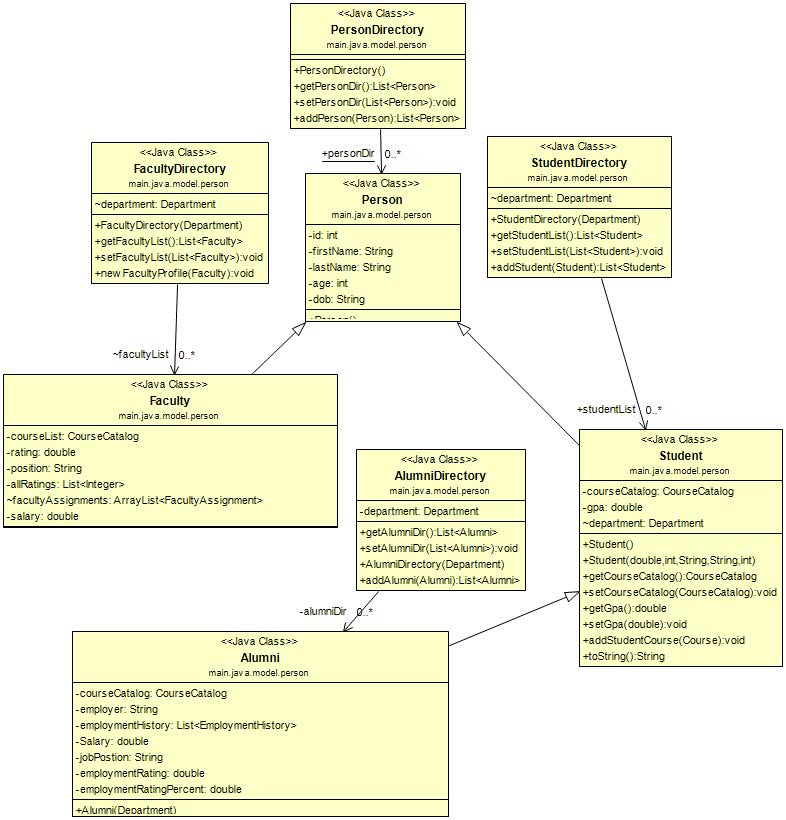 <<Java Class>>
PersonDirectory
main.java.model.person
+PersonDirectory()
+getPersonDir():List<Person>
+setPersonDir(List<Person>):void
+addPerson(Person):List<Person>
+personDir 0..*
<<Java Class>>
FacultyDirectory
main.java.model.person
~department: Department
+FacultyDirectory(Department)
+getFacultyList():List<Faculty>
+setFacultyList(List<Faculty>):void
+new FacultyProfile(Faculty):void
~facultyList 0..*
<<Java Class>>
Person
main.java.model.person
-id: int
-firstName: String
-lastName: String
-age: int
-dob: String
+Person()
<<Java Class>>
StudentDirectory
main.java.model.person
~department: Department
+StudentDirectory(Department)
+getStudentList():List<Student>
+setStudentList(List<Student>):void
+addStudent(Student):List<Student>
+studentList 0..*
<<Java Class>>
Faculty
main.java.model.person
-courseList: CourseCatalog
-rating: double
-position: String
-allRatings: List<Integer>
~facultyAssignments: ArrayList<FacultyAssignment>
-salary: double
<<Java Class>>
AlumniDirectory
main.java.model.person
-department: Department
+getAlumniDir():List<Alumni>
+setAlumniDir(List<Alumni>):void
+AlumniDirectory(Department)
+addAlumni(Alumni):List<Alumni>
-alumniDir 0..*
<<Java Class>>
Student
main.java.model.person
-courseCatalog: CourseCatalog
-gpa: double
~department: Department
+Student()
+Student(double,int,String,String,int)
+getCourseCatalog():CourseCatalog
+setCourseCatalog(CourseCatalog):void
+getGpa():double
+setGpa(double):void
+addStudentCourse(Course):void
+toString():String
<<Java Class>>
Alumni
main.java.model.person
-courseCatalog: CourseCatalog
-employer: String
-employmentHistory: List<EmploymentHistory>
-Salary: double
-jobPostion: String
-employmentRating: double
-employmentRatingPercent: double
+Alumni(Department)